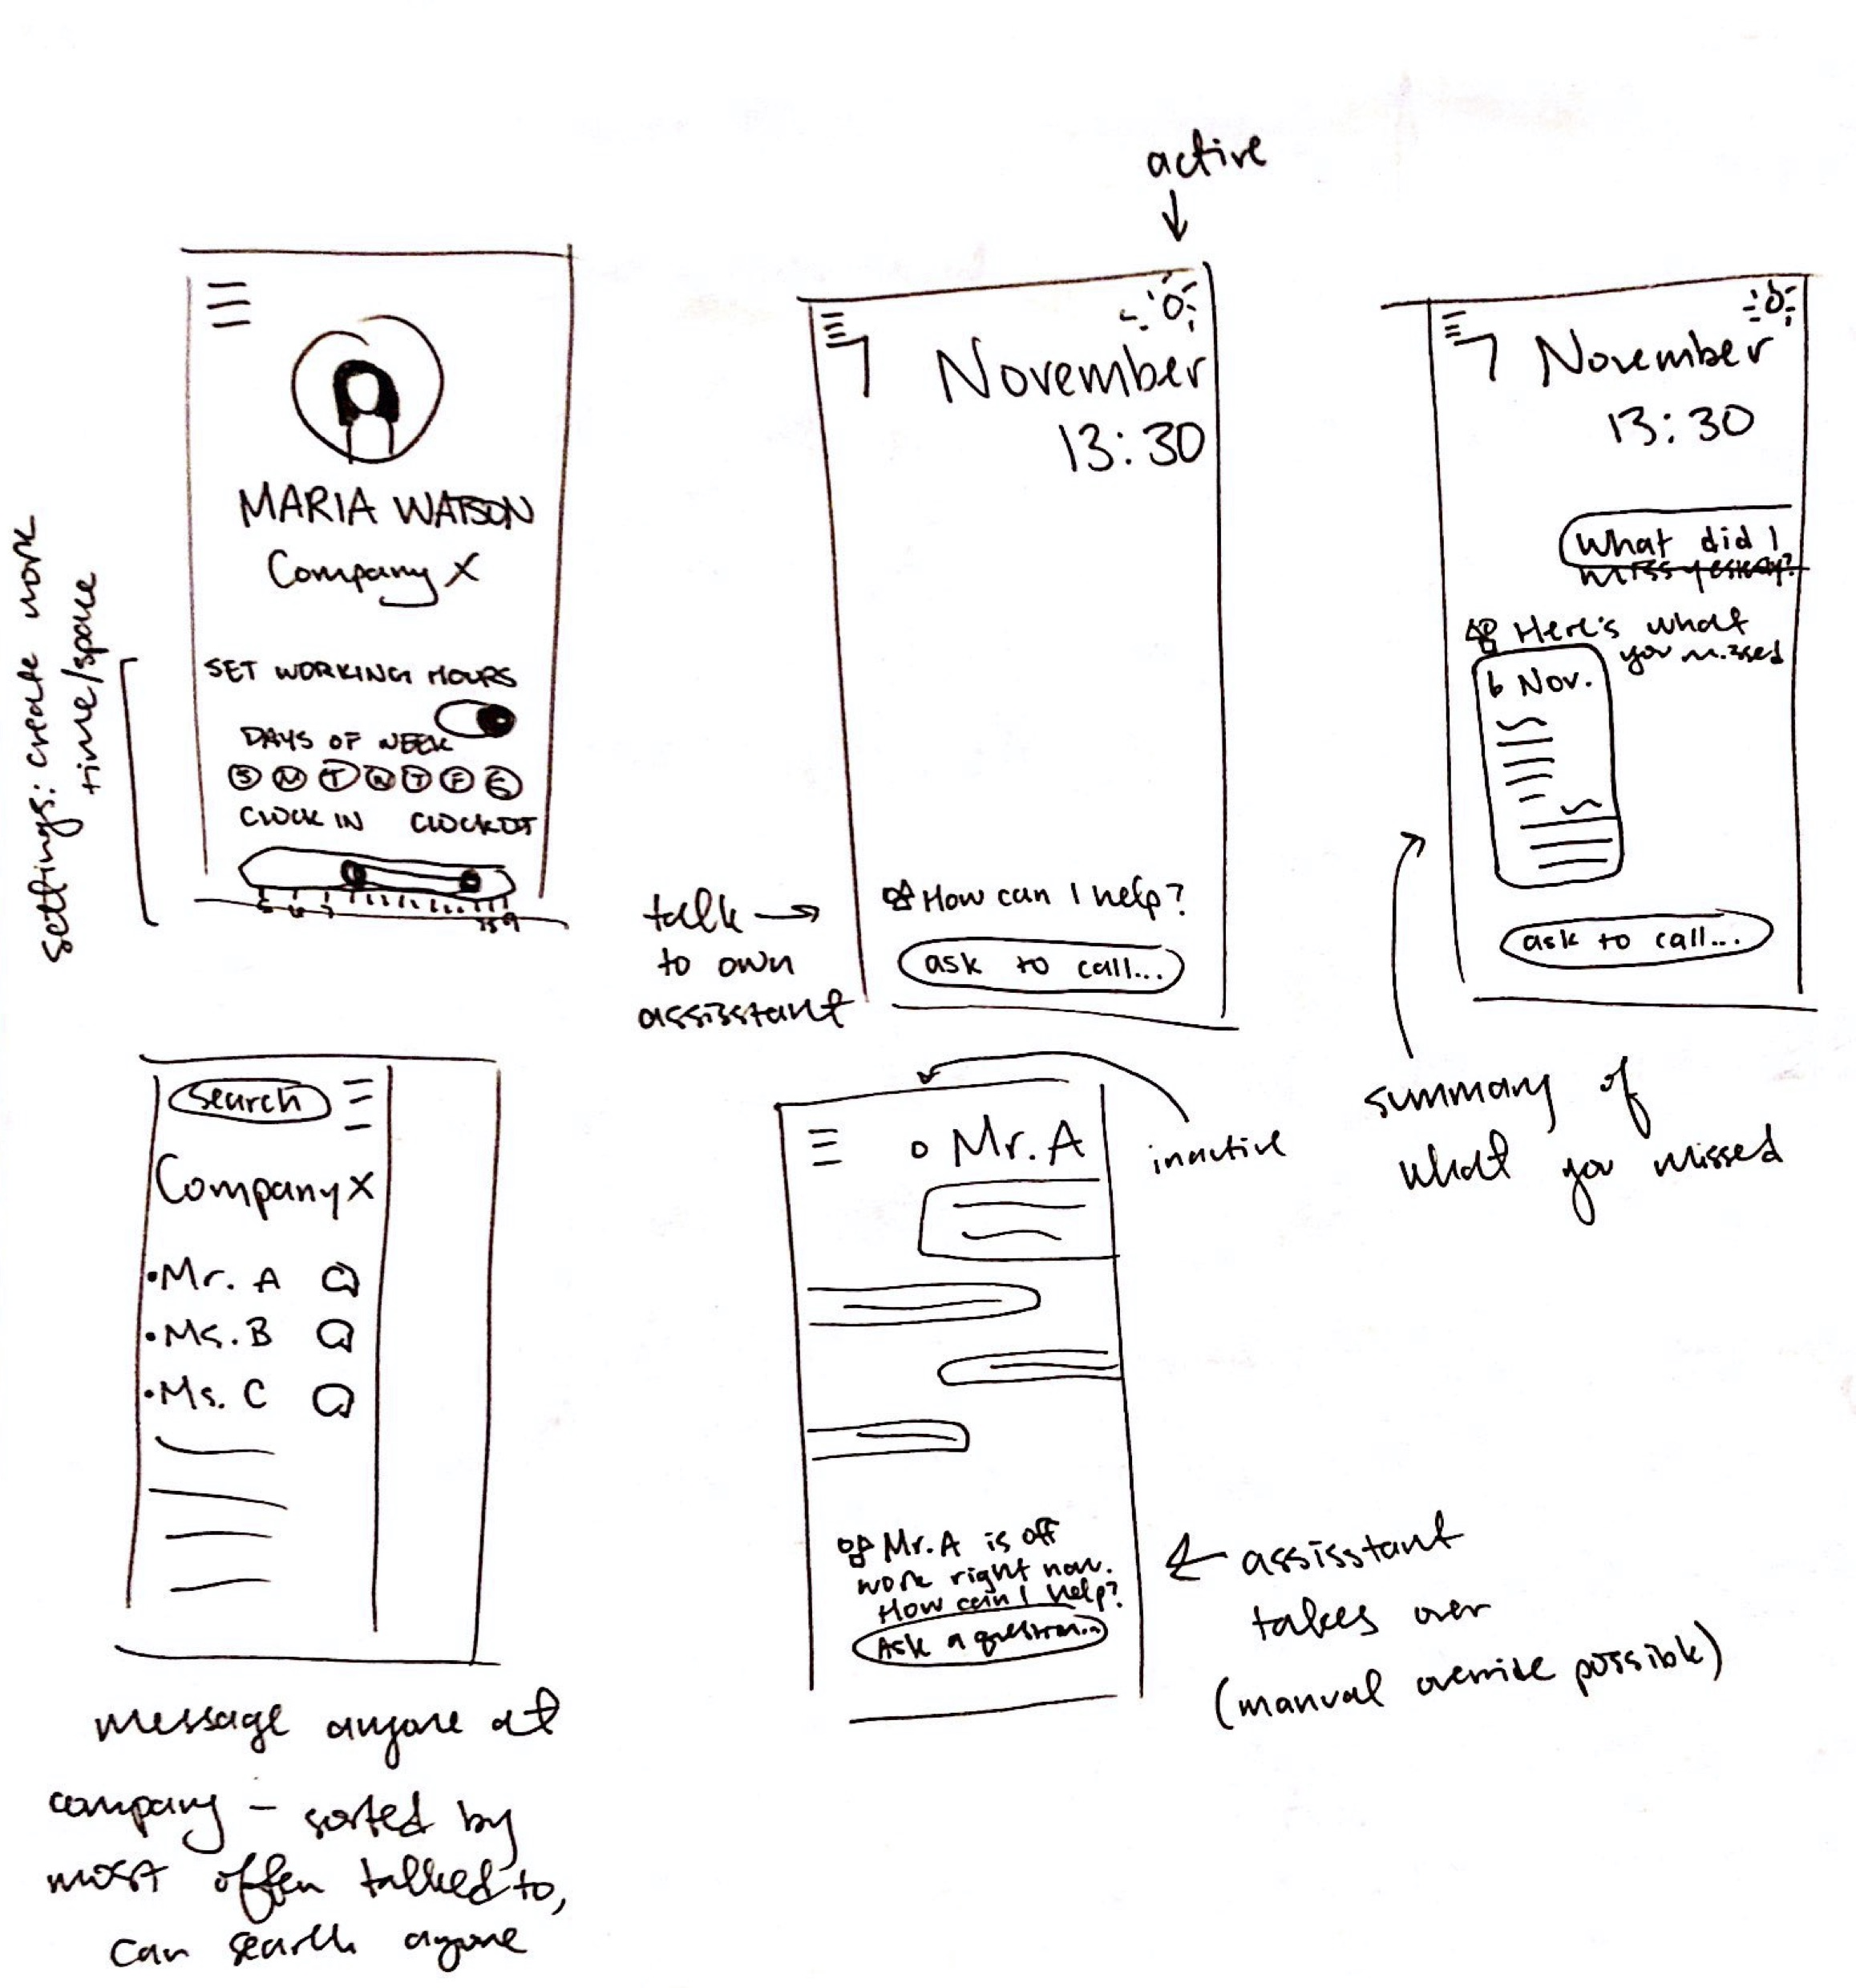 active
settings: create work
time/space
MARIA WATSON
Company X
SET WORKING HOURS
DAYS OF WEEK
S M T W T F S
CLOCK IN CLOCK OUT
7 November
13:30
How can I help?
ask to call...
talk
to own
assisstant
7 November
13:30
What did I
miss yesterday?
Here's what
you missed
6 Nov.
ask to call...
summary of
what you missed
search
Company X
•Mr. A
•Ms. B
•Ms. C
message anyone at
company – sorted by
most often talked to,
can search anyone
inactive
Mr. A
Mr. A is off
work right now.
How can I help?
Ask a question...
assisstant
takes over
(manual override possible)